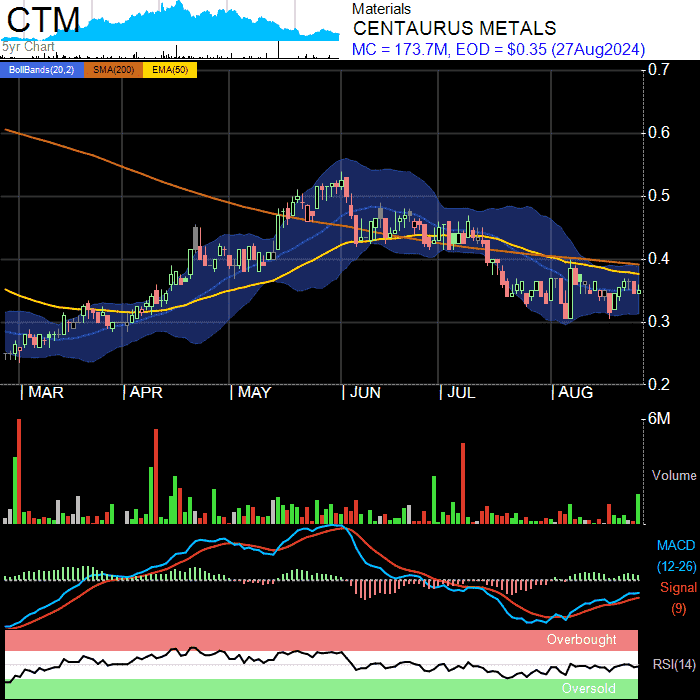 CTM
5yr Chart
Materials
CENTAURUS METALS
MC = 173.7M, EOD = $0.35 (27Aug2024)
BollBands(20,2) SMA(200) EMA(50)
0.7
0.6
0.5
0.4
0.3
0.2
MAR APR MAY JUN JUL AUG
6M
Volume
MACD
(12-26)
Signal
(9)
Overbought
RSI(14)
Oversold